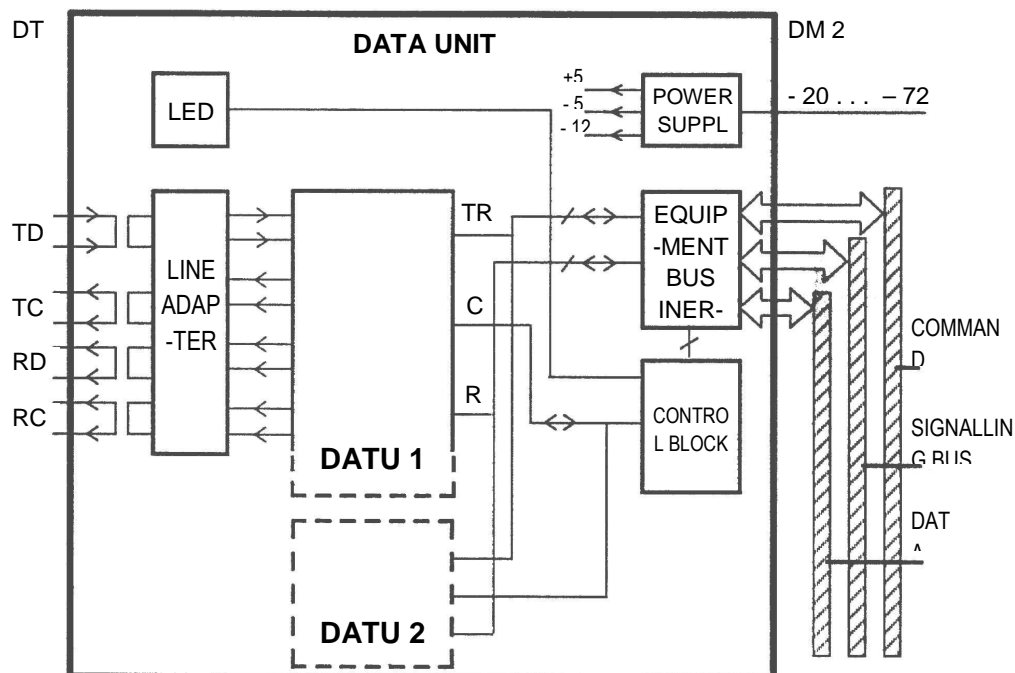 DT
DM 2
DATA UNIT
LED
+5
- 5
- 12
POWER
SUPPL
- 20 . . . – 72
TD
TC
RD
RC
LINE
ADAP
-TER
TR
C
R
EQUIP
-MENT
BUS
INER-
CONTRO
L BLOCK
COMMAN
D
SIGNALLIN
G BUS
DAT
A
DATU 1
DATU 2